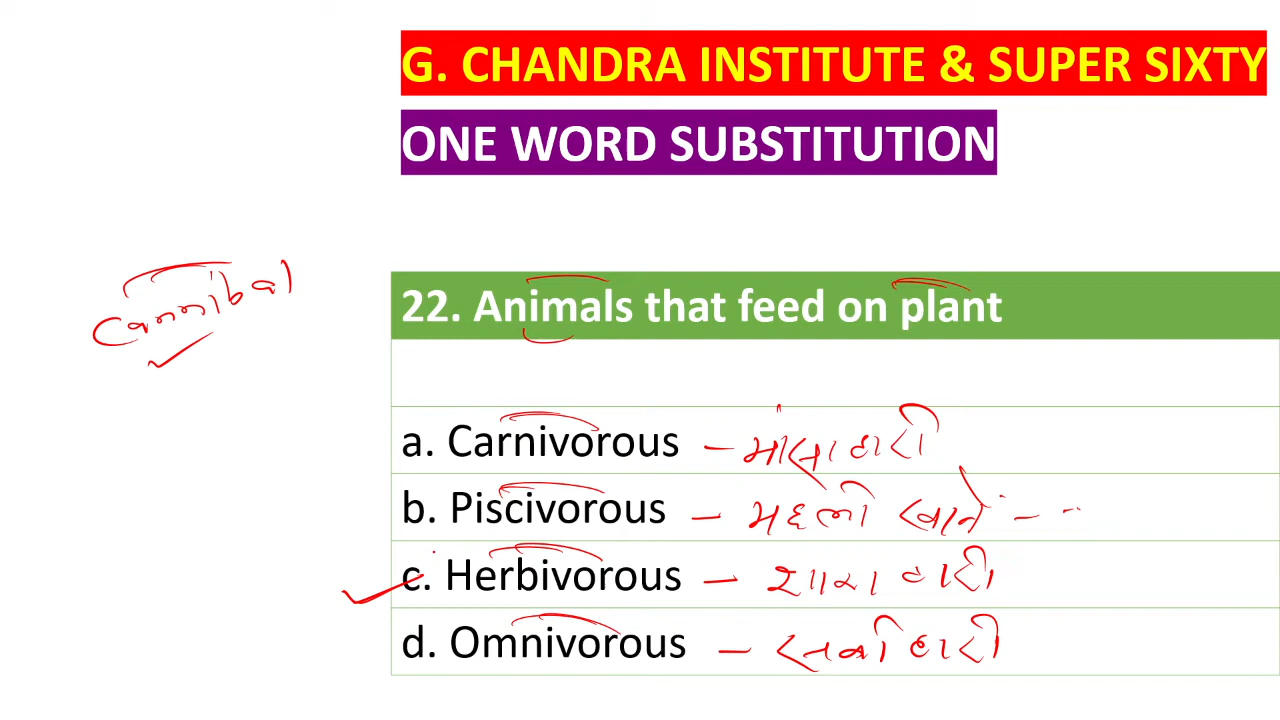 G. CHANDRA INSTITUTE & SUPER SIXTY
ONE WORD SUBSTITUTION
Cannibal
22. Animals that feed on plant
a. Carnivorous – मांसाहारी
b. Piscivorous – मछली खाने - -
c. Herbivorous – शाकाहारी
d. Omnivorous – सर्वाहारी